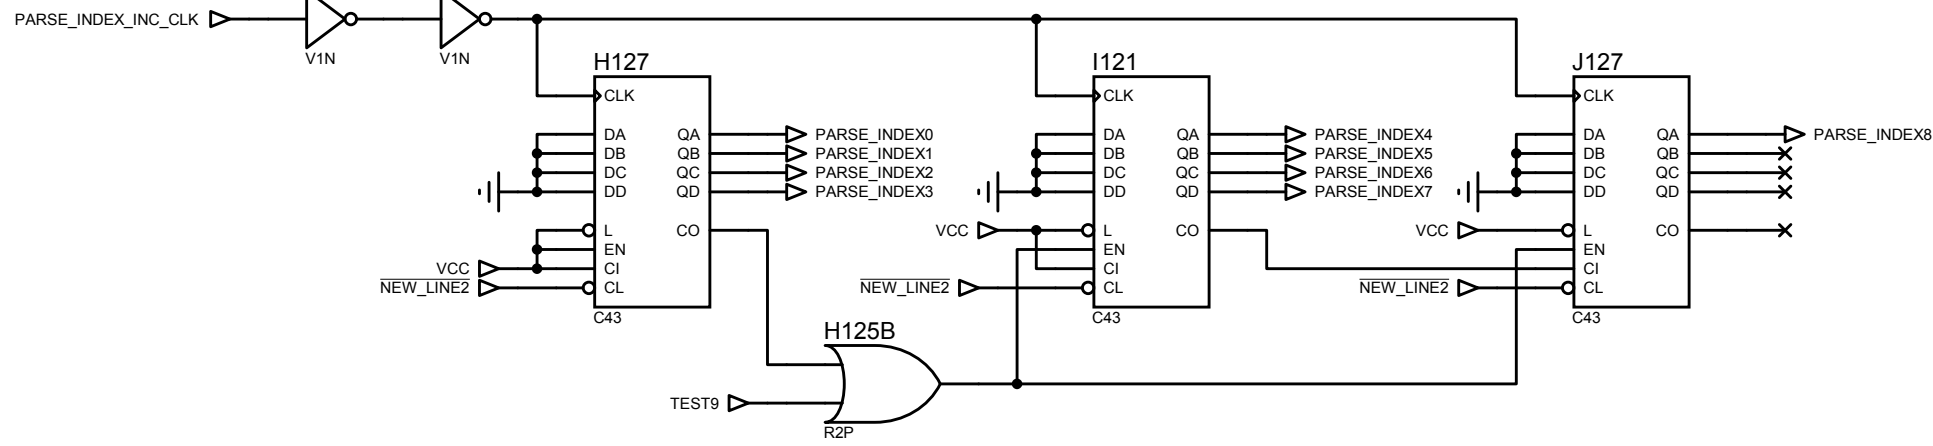 PARSE_INDEX_INC_CLK
V1N
V1N
H127
CLK
DA
DB
DC
DD
L
EN
CI
CL
QA
QB
QC
QD
CO
C43
PARSE_INDEX0
PARSE_INDEX1
PARSE_INDEX2
PARSE_INDEX3
VCC
NEW_LINE2
I121
CLK
DA
DB
DC
DD
L
EN
CI
CL
QA
QB
QC
QD
CO
C43
PARSE_INDEX4
PARSE_INDEX5
PARSE_INDEX6
PARSE_INDEX7
VCC
NEW_LINE2
J127
CLK
DA
DB
DC
DD
L
EN
CI
CL
QA
QB
QC
QD
CO
C43
PARSE_INDEX8
VCC
NEW_LINE2
H125B
TEST9
R2P